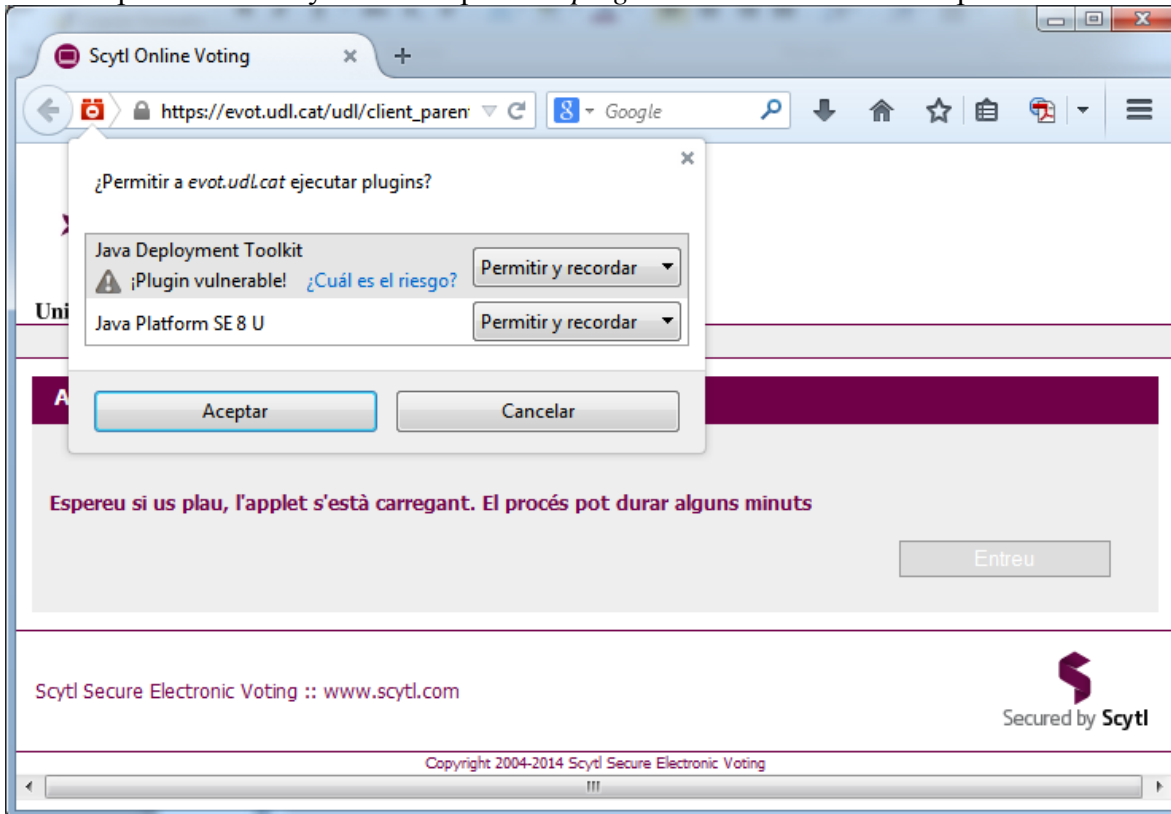 Scytl Online Voting
https://evot.udl.cat/udl/client_paren
8 Google
¿Permitir a evot.udl.cat ejecutar plugins?
Java Deployment Toolkit
¡Plugin vulnerable! ¿Cuál es el riesgo?
Permitir y recordar
Java Platform SE 8 U
Permitir y recordar
Uni
A
Aceptar
Cancelar
Espereu si us plau, l'applet s'està carregant. El procés pot durar alguns minuts
Entreu
Scytl Secure Electronic Voting :: www.scytl.com
Secured by Scytl
Copyright 2004-2014 Scytl Secure Electronic Voting